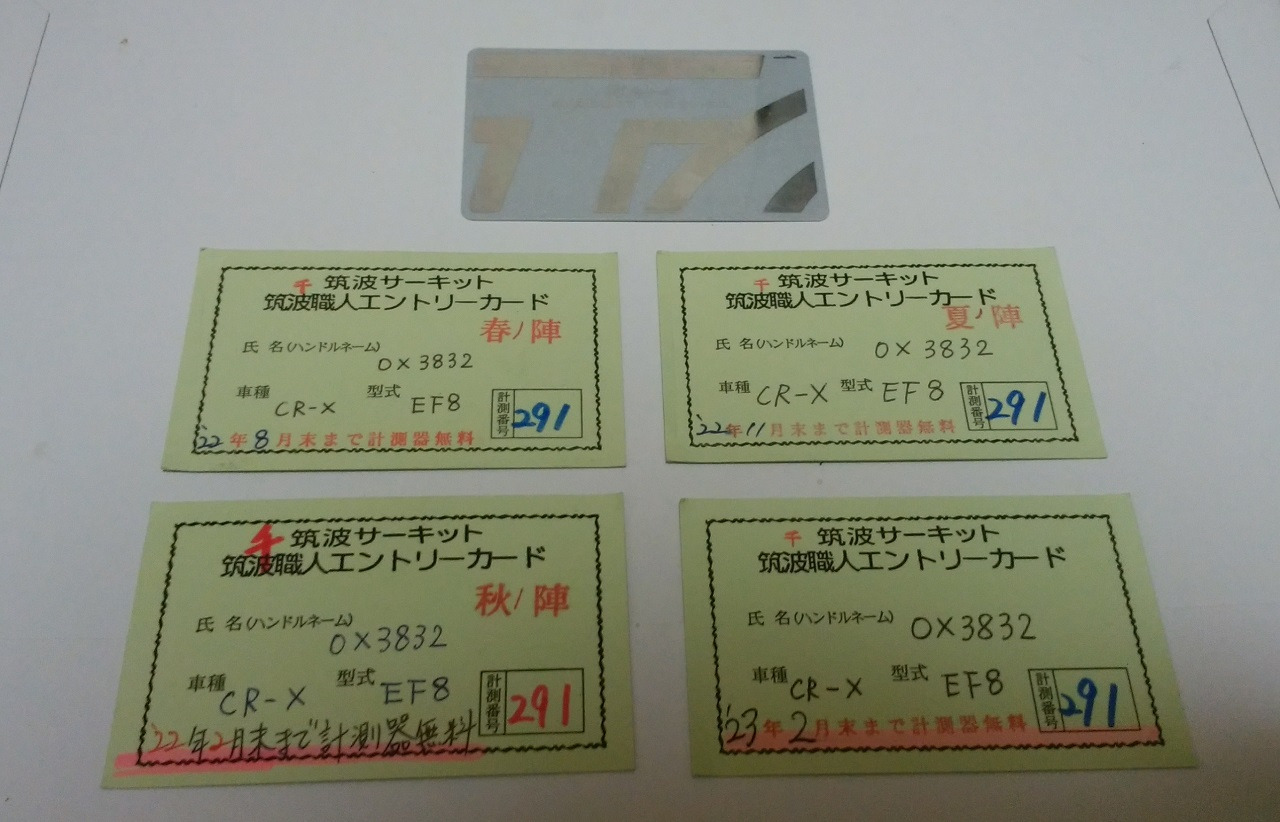 千 筑波サーキット
筑波職人エントリーカード
春ノ陣
氏 名(ハンドルネーム)
OX3832
車種 CR-X 型式 EF8
計測番号 291
'22年8月末まで計測器無料
千 筑波サーキット
筑波職人エントリーカード
夏ノ陣
氏 名(ハンドルネーム)
OX3832
車種 CR-X 型式 EF8
計測番号 291
'22年11月末まで計測器無料
千 筑波サーキット
筑波職人エントリーカード
秋ノ陣
氏 名(ハンドルネーム)
OX3832
車種 CR-X 型式 EF8
計測番号 291
'22年2月末まで計測器無料
千 筑波サーキット
筑波職人エントリーカード
氏 名(ハンドルネーム)
OX3832
車種 CR-X 型式 EF8
計測番号 291
'23年2月末まで計測器無料